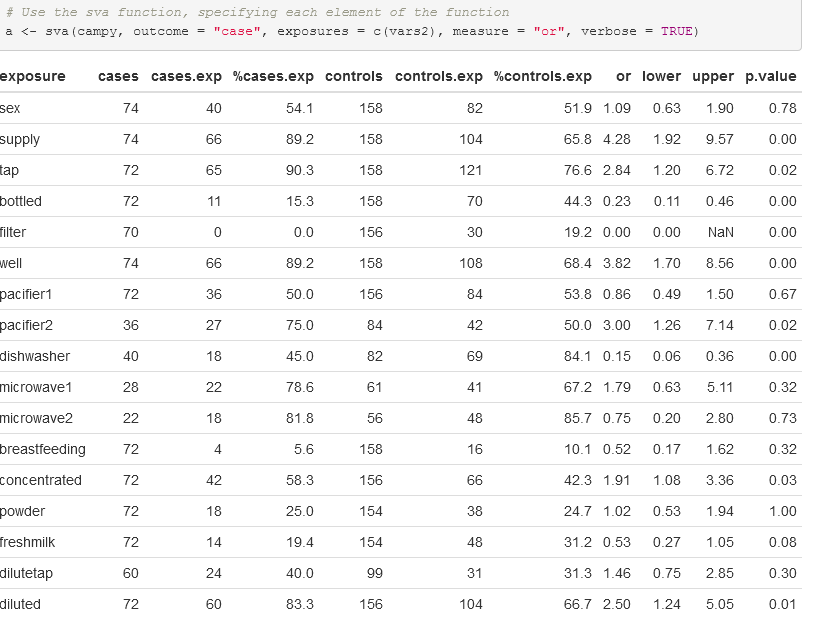 # Use the sva function, specifying each element of the function
a <- sva(campy, outcome = "case", exposures = c(vars2), measure = "or", verbose = TRUE)
exposure cases cases.exp %cases.exp controls controls.exp %controls.exp or lower upper p.value
sex 74 40 54.1 158 82 51.9 1.09 0.63 1.90 0.78
supply 74 66 89.2 158 104 65.8 4.28 1.92 9.57 0.00
tap 72 65 90.3 158 121 76.6 2.84 1.20 6.72 0.02
bottled 72 11 15.3 158 70 44.3 0.23 0.11 0.46 0.00
filter 70 0 0.0 156 30 19.2 0.00 0.00 NaN 0.00
well 74 66 89.2 158 108 68.4 3.82 1.70 8.56 0.00
pacifier1 72 36 50.0 156 84 53.8 0.86 0.49 1.50 0.67
pacifier2 36 27 75.0 84 42 50.0 3.00 1.26 7.14 0.02
dishwasher 40 18 45.0 82 69 84.1 0.15 0.06 0.36 0.00
microwave1 28 22 78.6 61 41 67.2 1.79 0.63 5.11 0.32
microwave2 22 18 81.8 56 48 85.7 0.75 0.20 2.80 0.73
breastfeeding 72 4 5.6 158 16 10.1 0.52 0.17 1.62 0.32
concentrated 72 42 58.3 156 66 42.3 1.91 1.08 3.36 0.03
powder 72 18 25.0 154 38 24.7 1.02 0.53 1.94 1.00
freshmilk 72 14 19.4 154 48 31.2 0.53 0.27 1.05 0.08
dilutetap 60 24 40.0 99 31 31.3 1.46 0.75 2.85 0.30
diluted 72 60 83.3 156 104 66.7 2.50 1.24 5.05 0.01